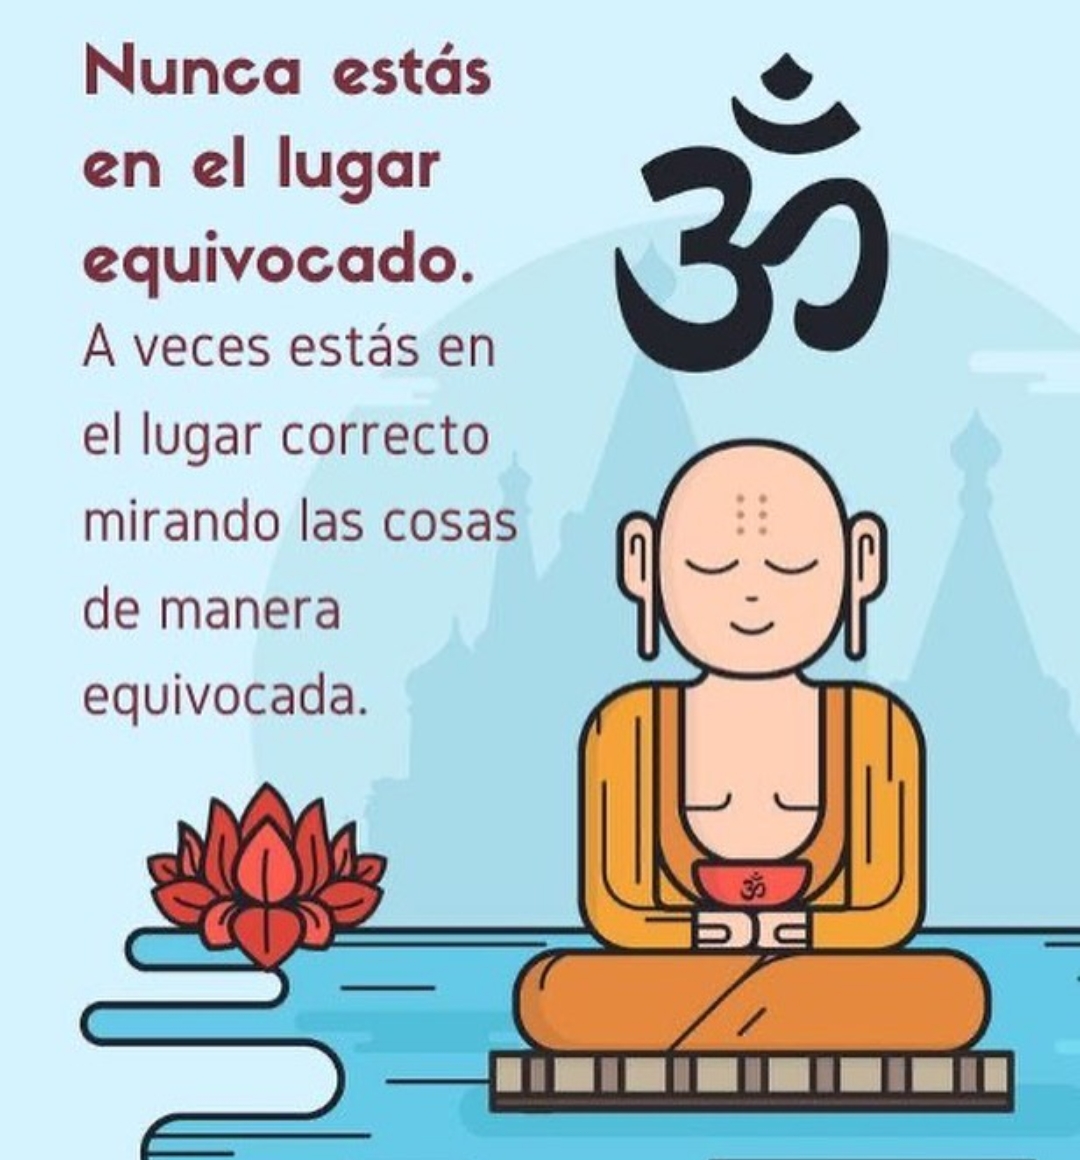 Nunca estás
en el lugar
equivocado.
A veces estás en
el lugar correcto
mirando las cosas
de manera
equivocada.
ॐ
ॐ